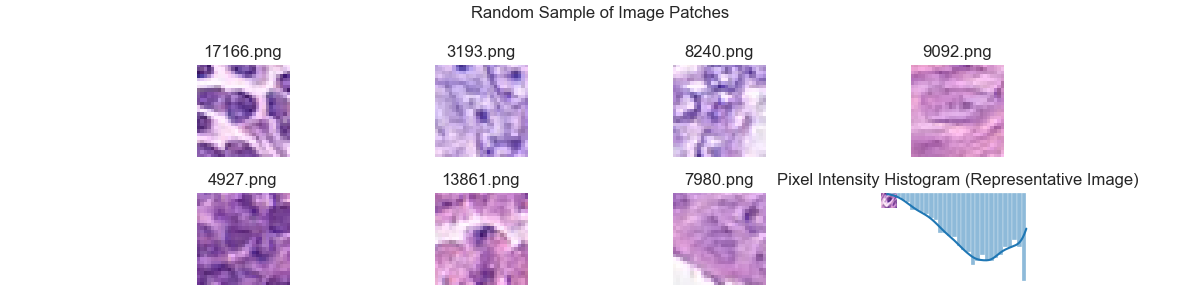 Random Sample of Image Patches
17166.png
3193.png
8240.png
9092.png
4927.png
13861.png
7980.png
Pixel Intensity Histogram (Representative Image)